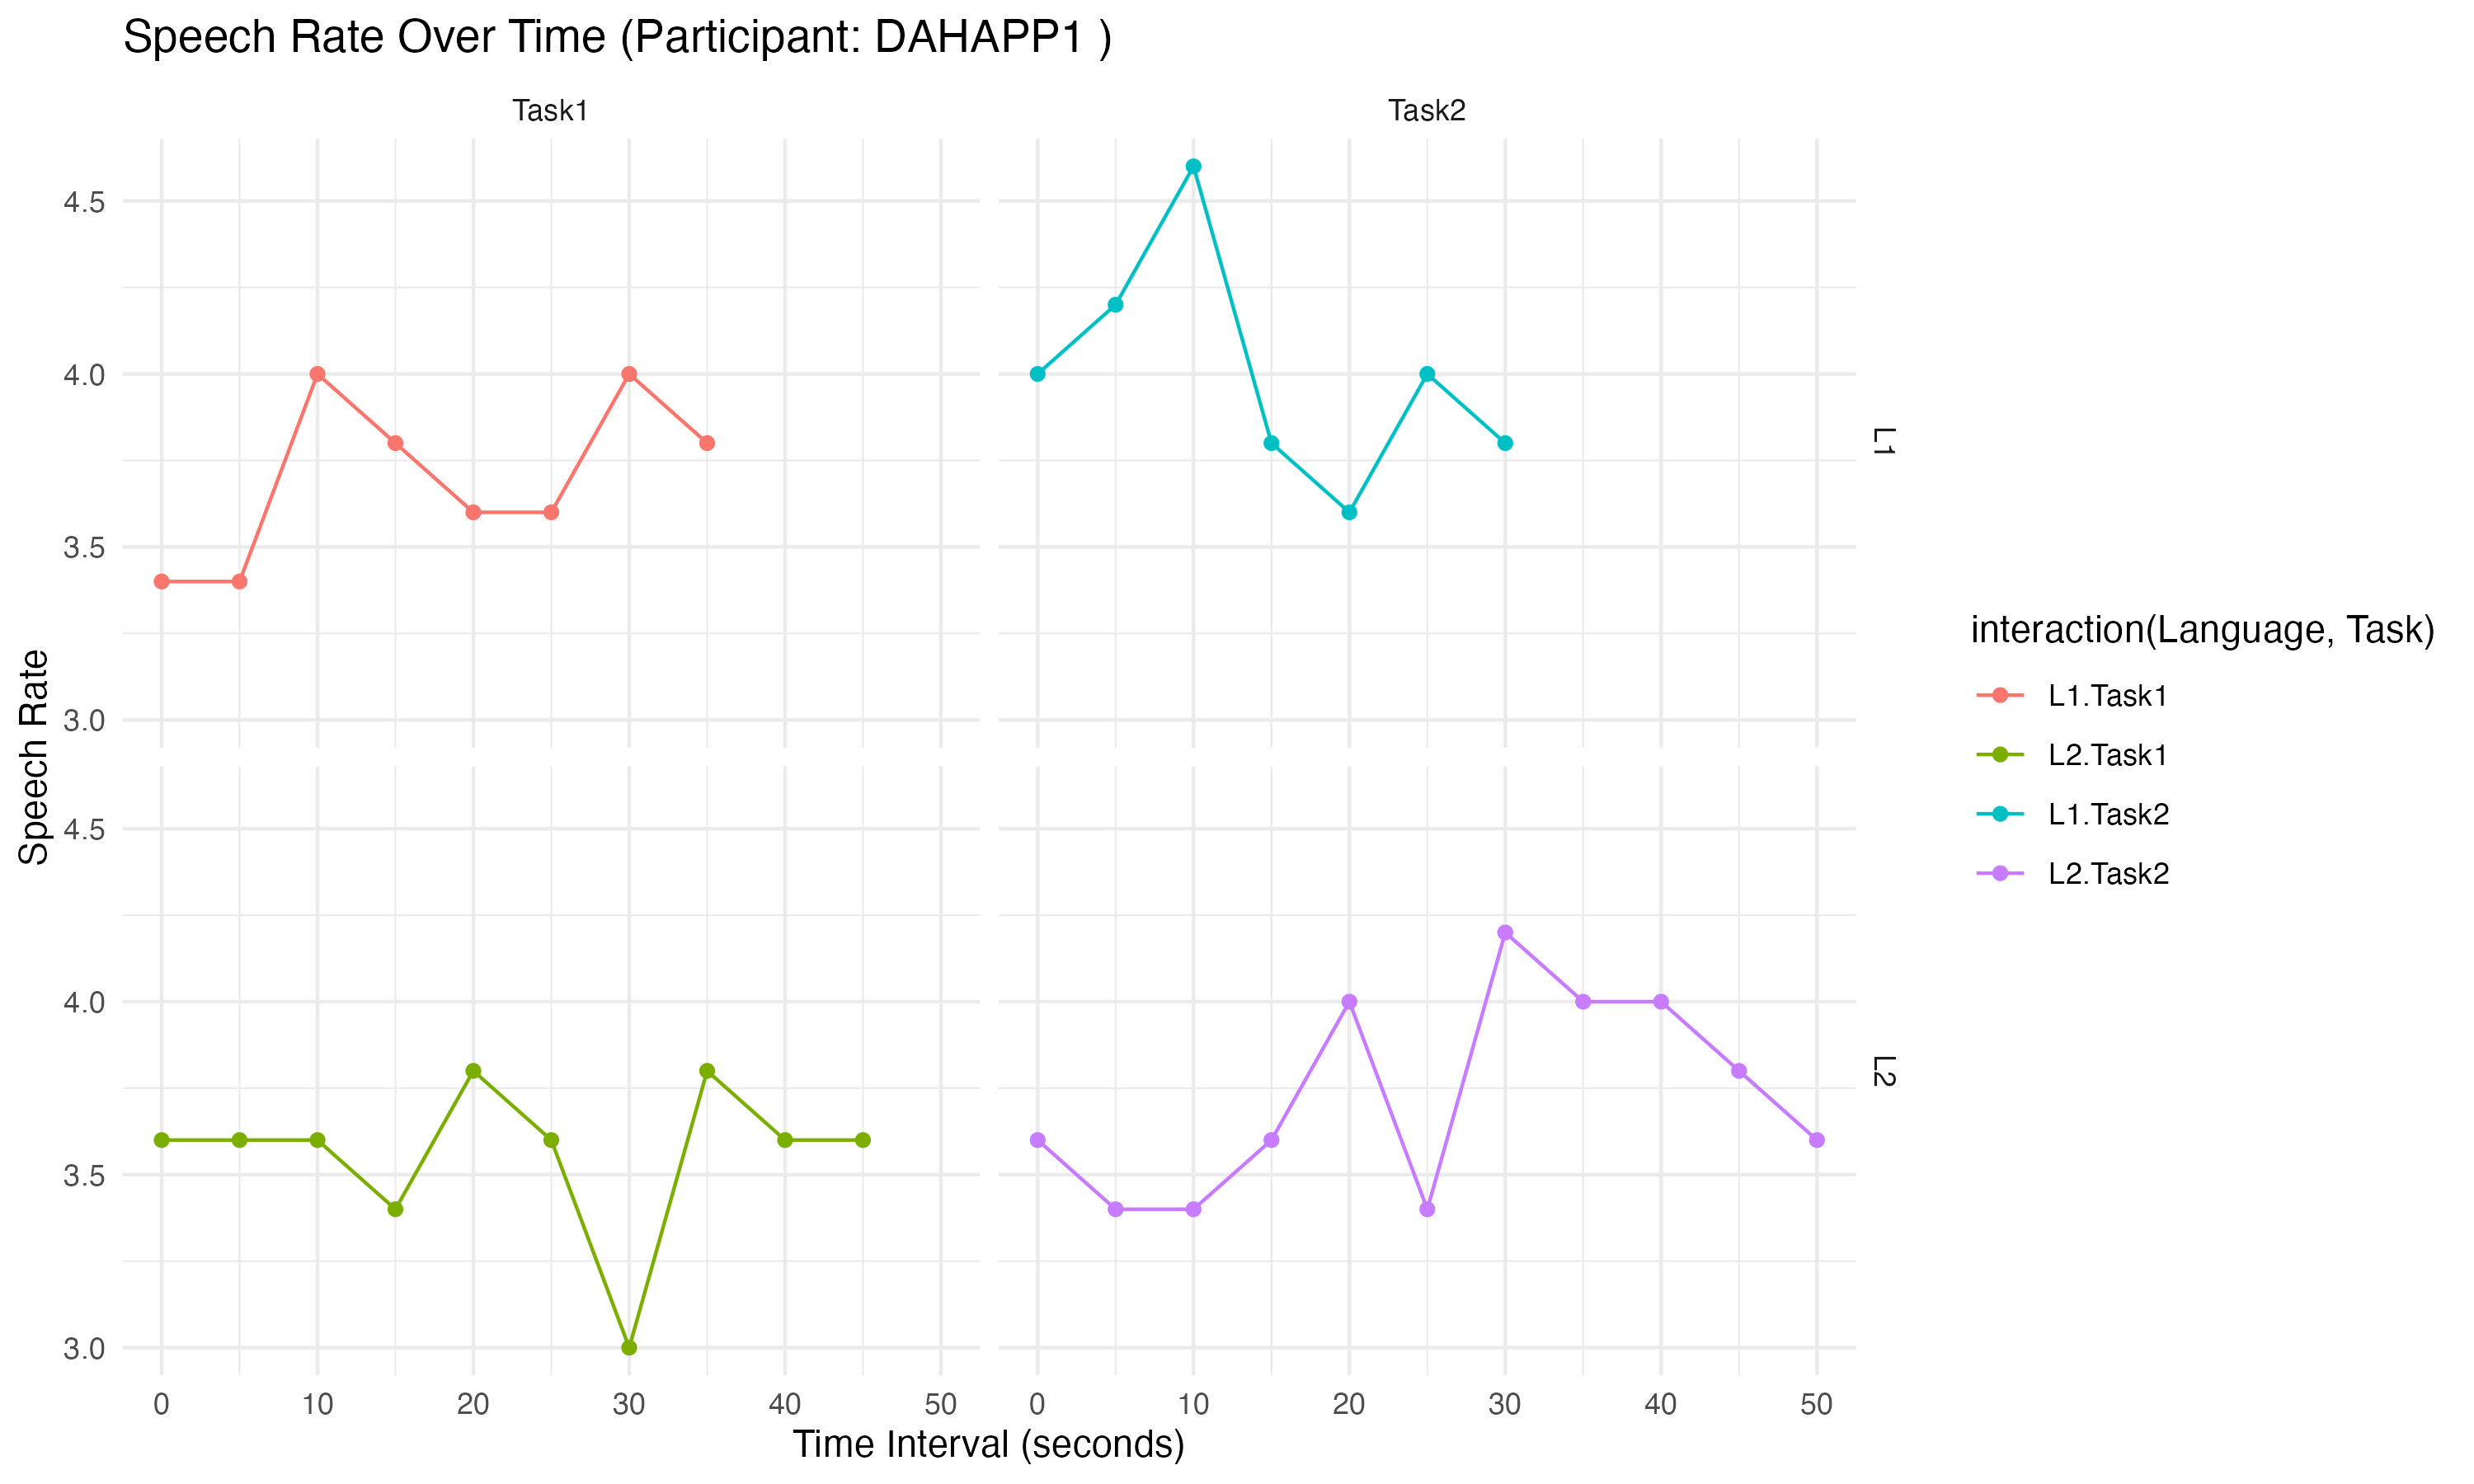 Speech Rate Over Time (Participant: DAHAPP1 )
Task1
Task2
4.5
4.0
3.5
3.0
L1
Speech Rate
4.5
4.0
3.5
3.0
L2
0 10 20 30 40 50
0 10 20 30 40 50
Time Interval (seconds)
interaction(Language, Task)
L1.Task1
L2.Task1
L1.Task2
L2.Task2